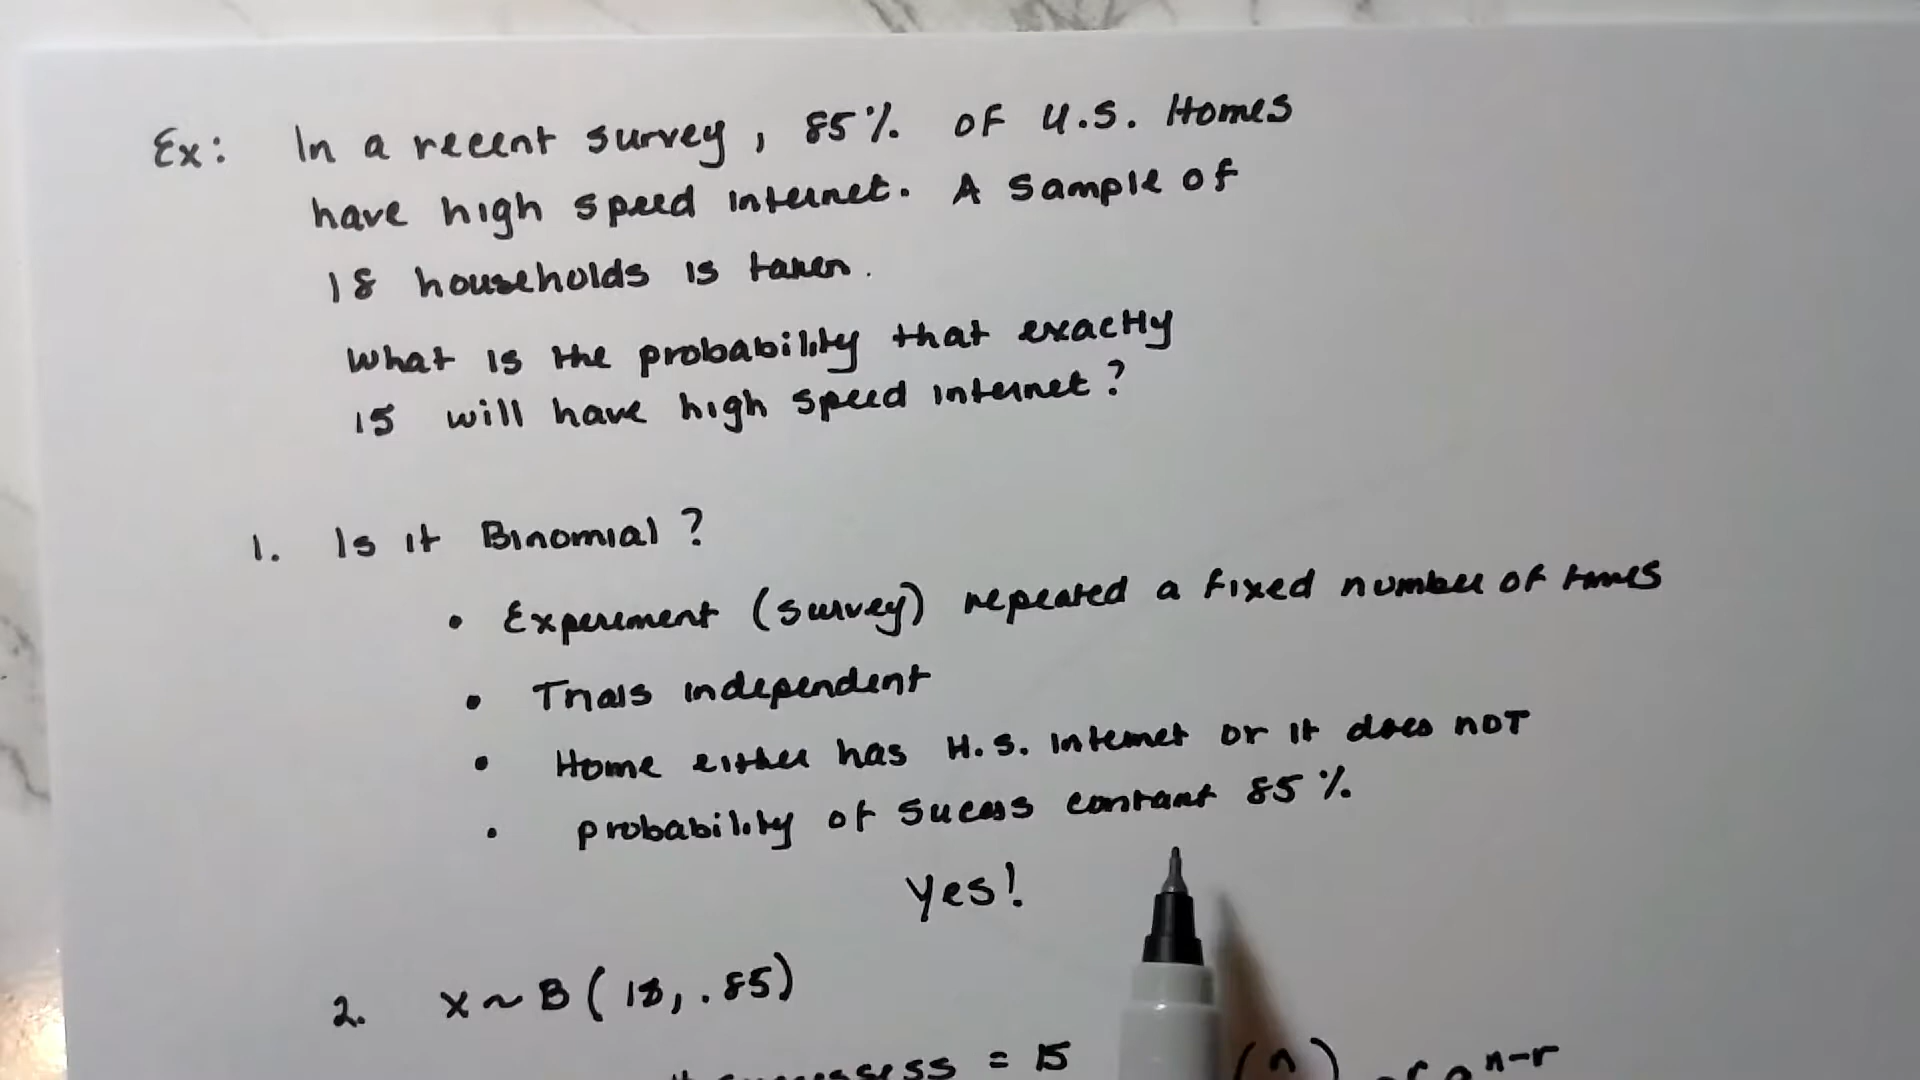 Ex: In a recent survey, 85% of U.S. Homes
have high speed internet. A sample of
18 households is taken.
What is the probability that exactly
15 will have high speed internet?
1. Is it Binomial?
• Experement (survey) repeated a fixed number of times
• Trials independent
• Home either has H.S. internet or it does not
• probability of sucess constant 85%
Yes!
2. x ~ B(18, .85)
= 15
(n) n-r